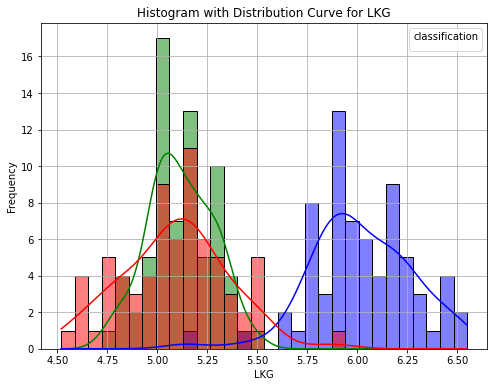 Histogram with Distribution Curve for LKG
classification
16
14
12
10
8
6
4
2
0
Frequency
4.50 4.75 5.00 5.25 5.50 5.75 6.00 6.25 6.50
LKG